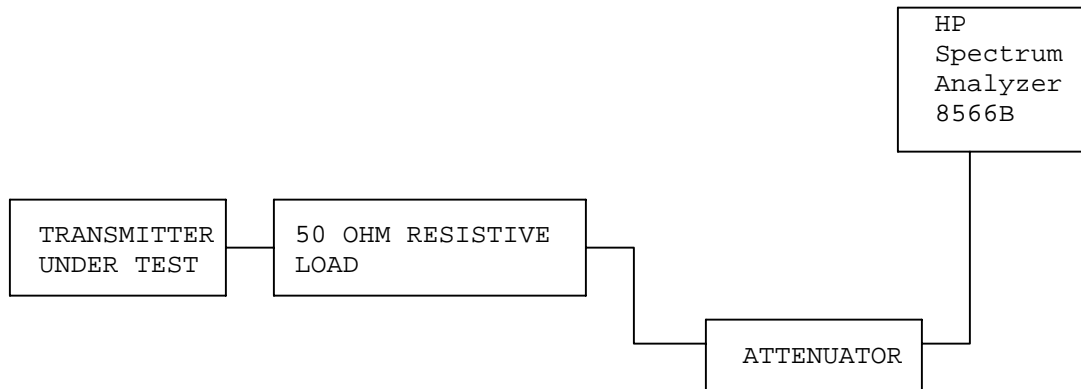 HP
Spectrum
Analyzer
8566B
TRANSMITTER
UNDER TEST
50 OHM RESISTIVE
LOAD
ATTENUATOR